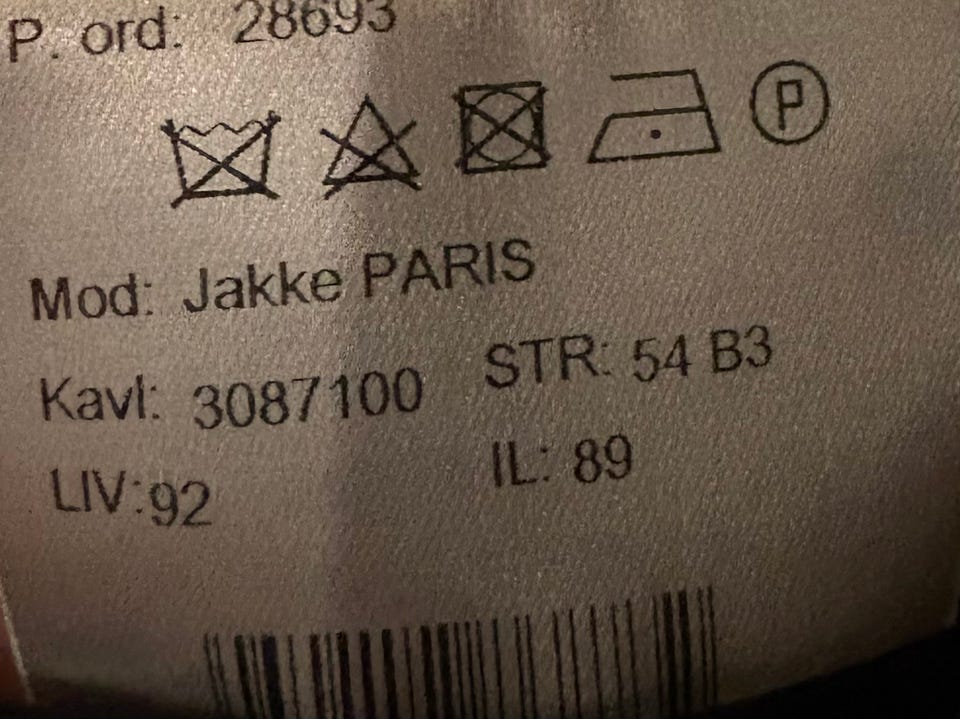 P. ord: 28693
P
Mod: Jakke PARIS
Kavl: 3087100 STR: 54 B3
LIV:92 IL: 89